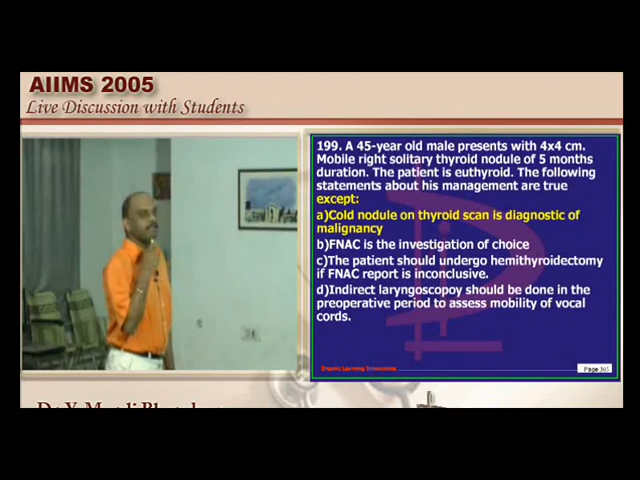 AIIMS 2005
Live Discussion with Students
199. A 45-year old male presents with 4x4 cm.
Mobile right solitary thyroid nodule of 5 months
duration. The patient is euthyroid. The following
statements about his management are true
except:
a)Cold nodule on thyroid scan is diagnostic of
malignancy
b)FNAC is the investigation of choice
c)The patient should undergo hemithyroidectomy
if FNAC report is inconclusive.
d)Indirect laryngoscopoy should be done in the
preoperative period to assess mobility of vocal
cords.
Page 305